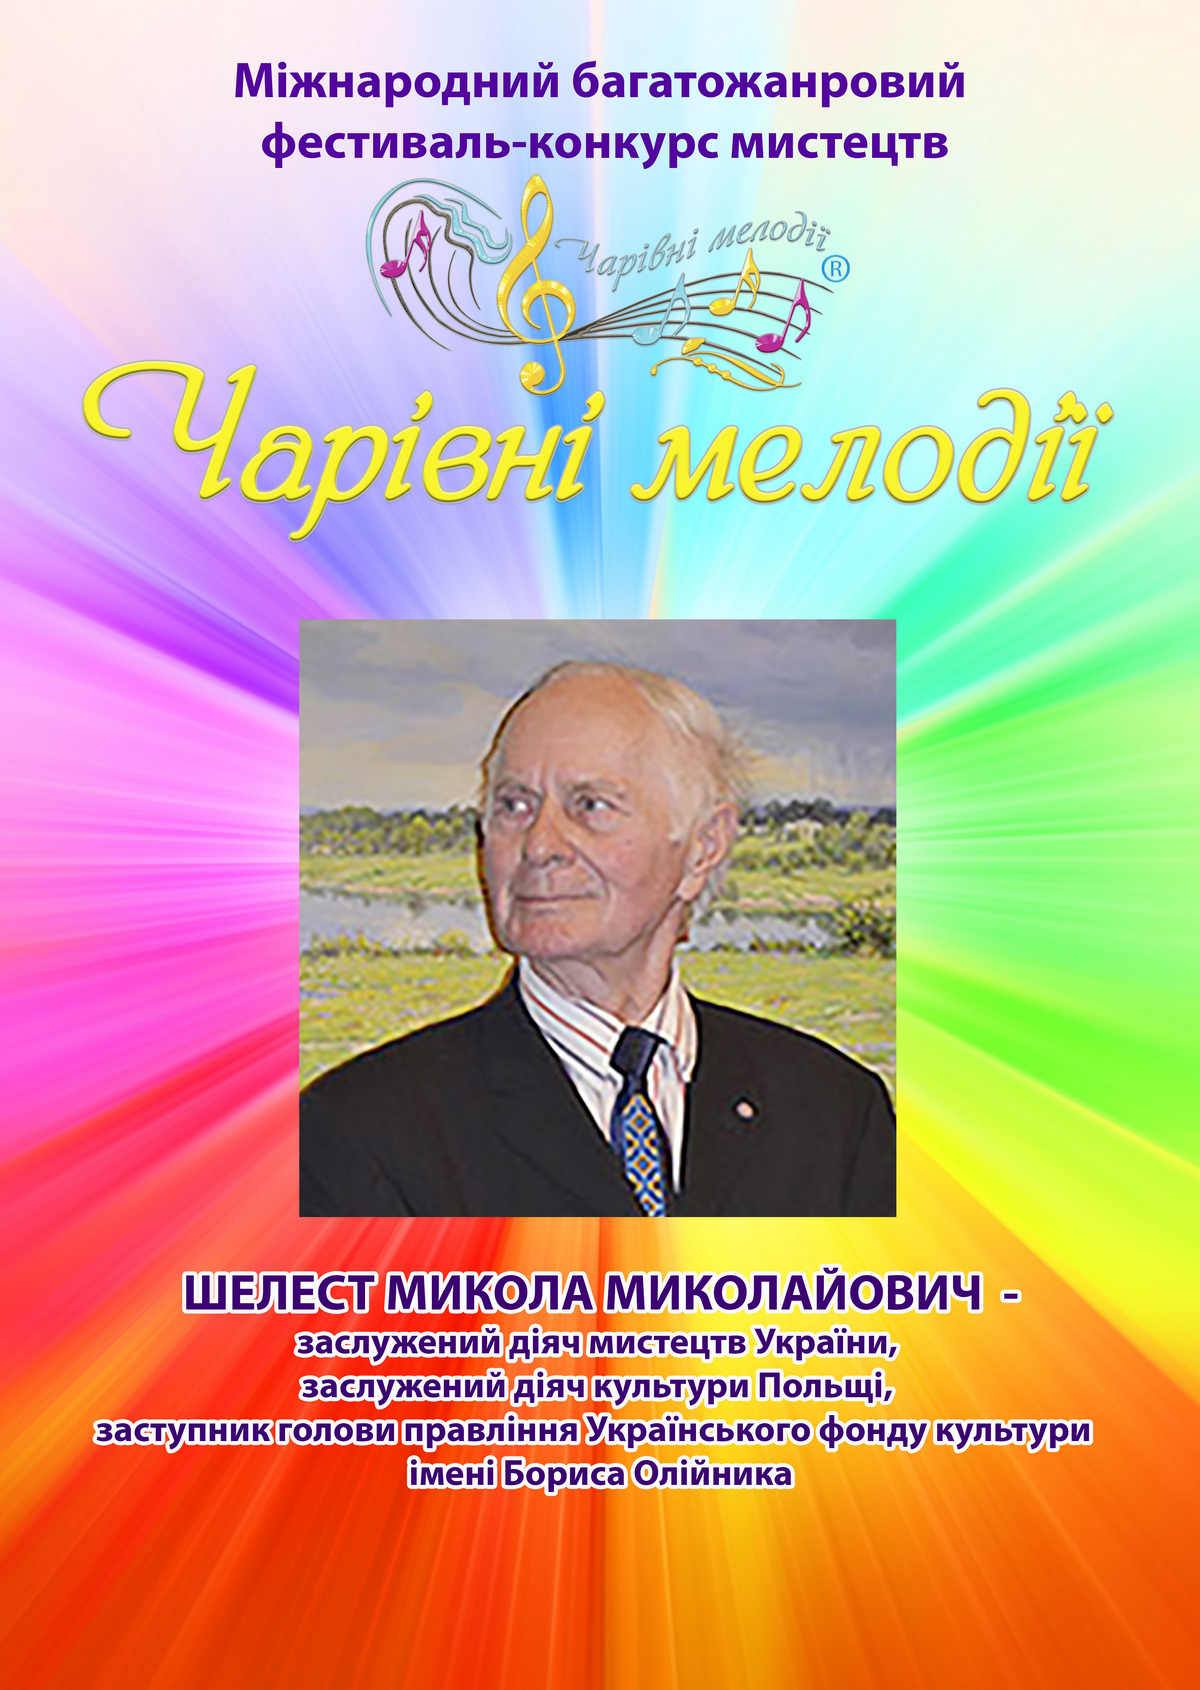 Міжнародний багатожанровий
фестиваль-конкурс мистецтв
Чарівні мелодії
®
Чарівні мелодії
ШЕЛЕСТ МИКОЛА МИКОЛАЙОВИЧ -
заслужений діяч мистецтв України,
заслужений діяч культури Польщі,
заступник голови правління Українського фонду культури
імені Бориса Олійника